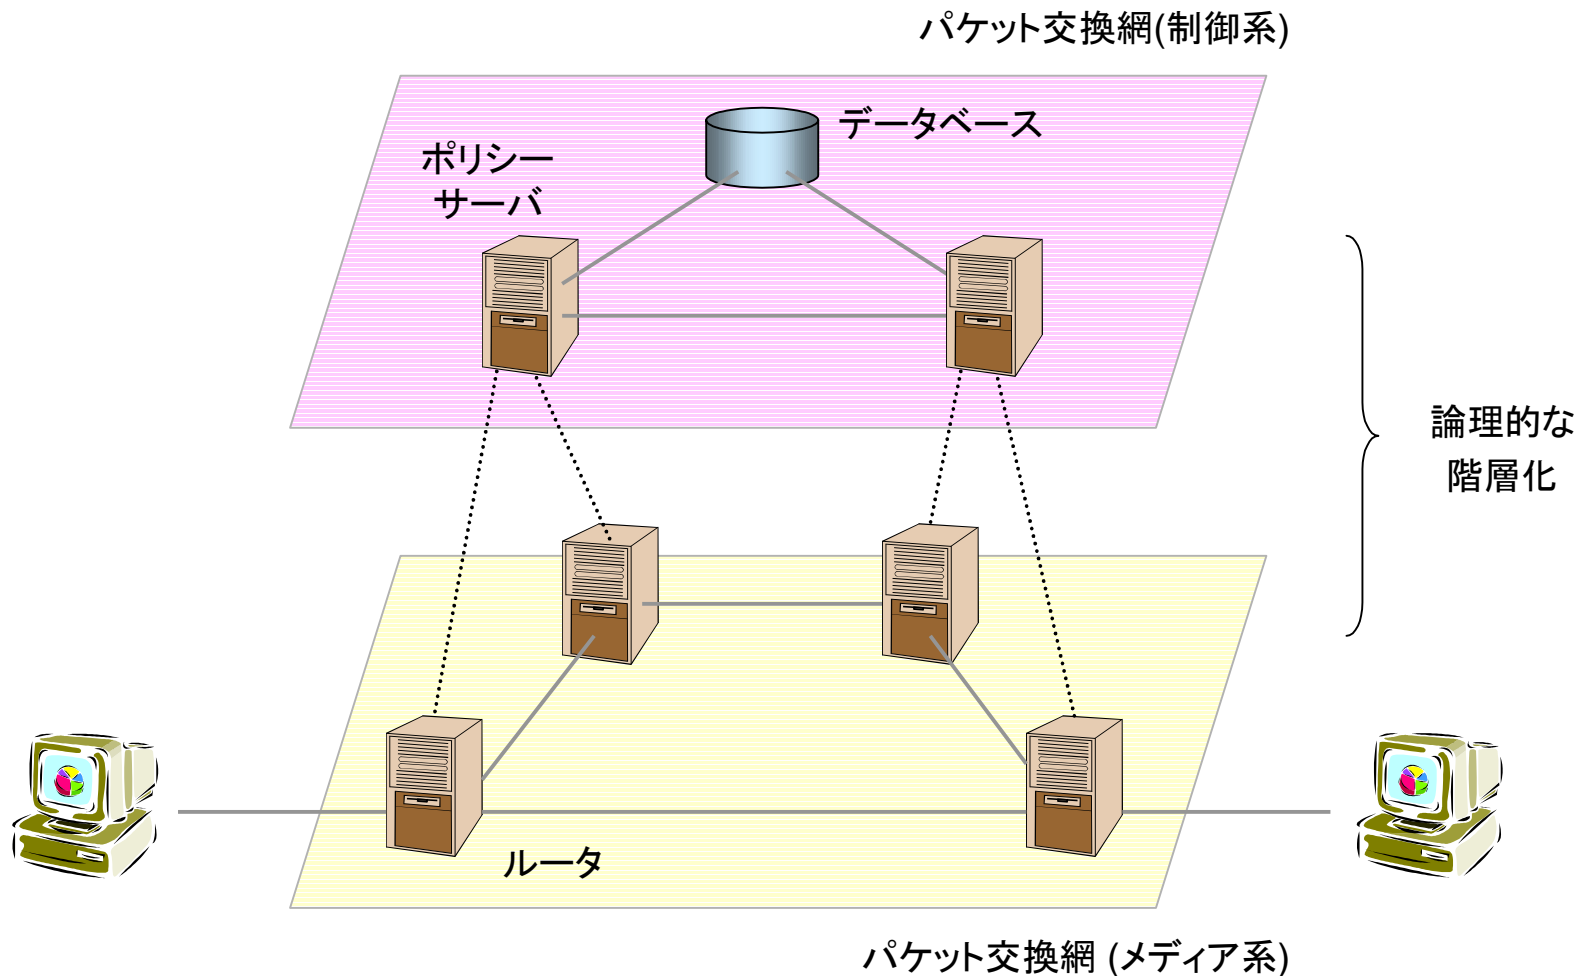 パケット交換網(制御系)
データベース
ポリシー
サーバ
論理的な
階層化
ルータ
パケット交換網 (メディア系)